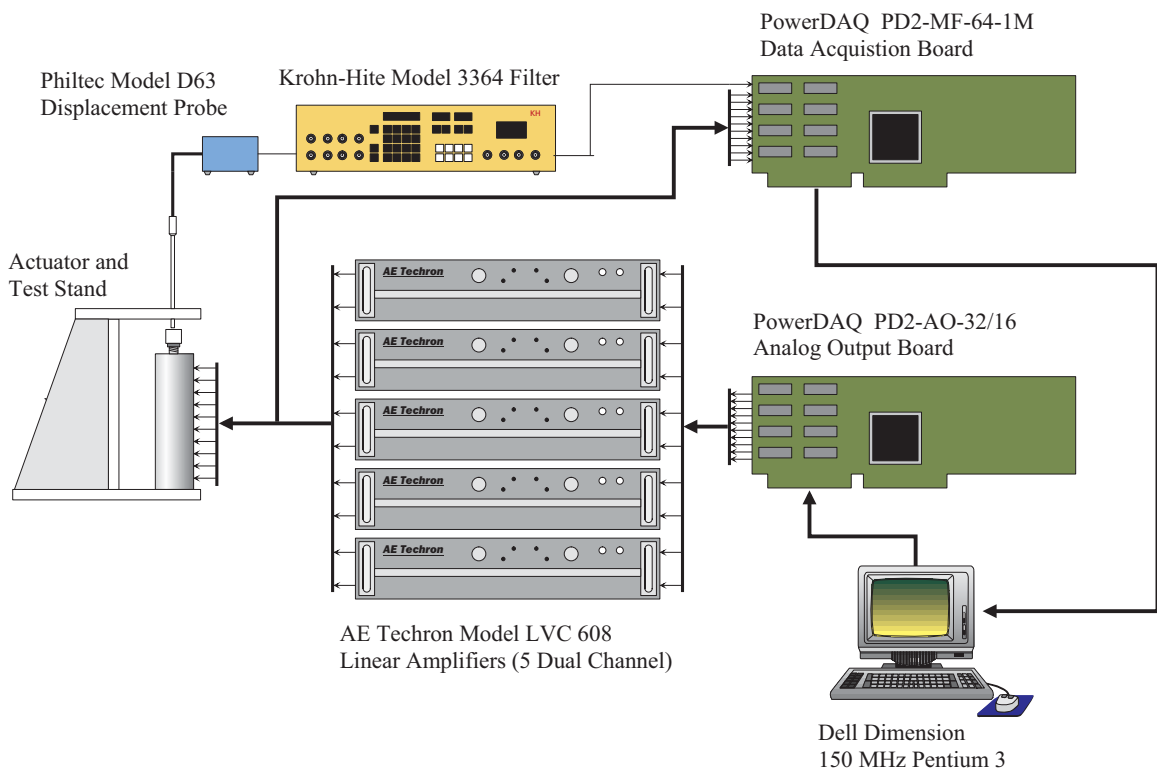 PowerDAQ PD2-MF-64-1M
Data Acquistion Board
Krohn-Hite Model 3364 Filter
Philtec Model D63
Displacement Probe
KH
Actuator and
Test Stand
AE Techron
AE Techron
AE Techron
AE Techron
AE Techron
PowerDAQ PD2-AO-32/16
Analog Output Board
AE Techron Model LVC 608
Linear Amplifiers (5 Dual Channel)
Dell Dimension
150 MHz Pentium 3